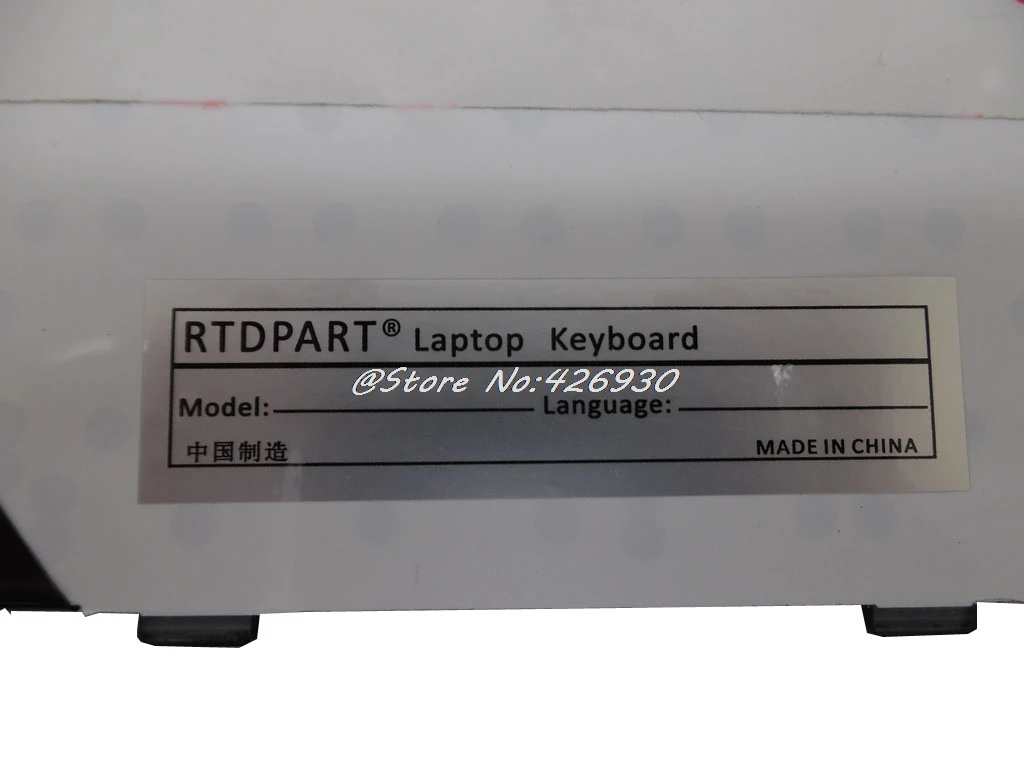 RTDPART® Laptop Keyboard
@Store No:426930
Model: Language:
中国制造 MADE IN CHINA